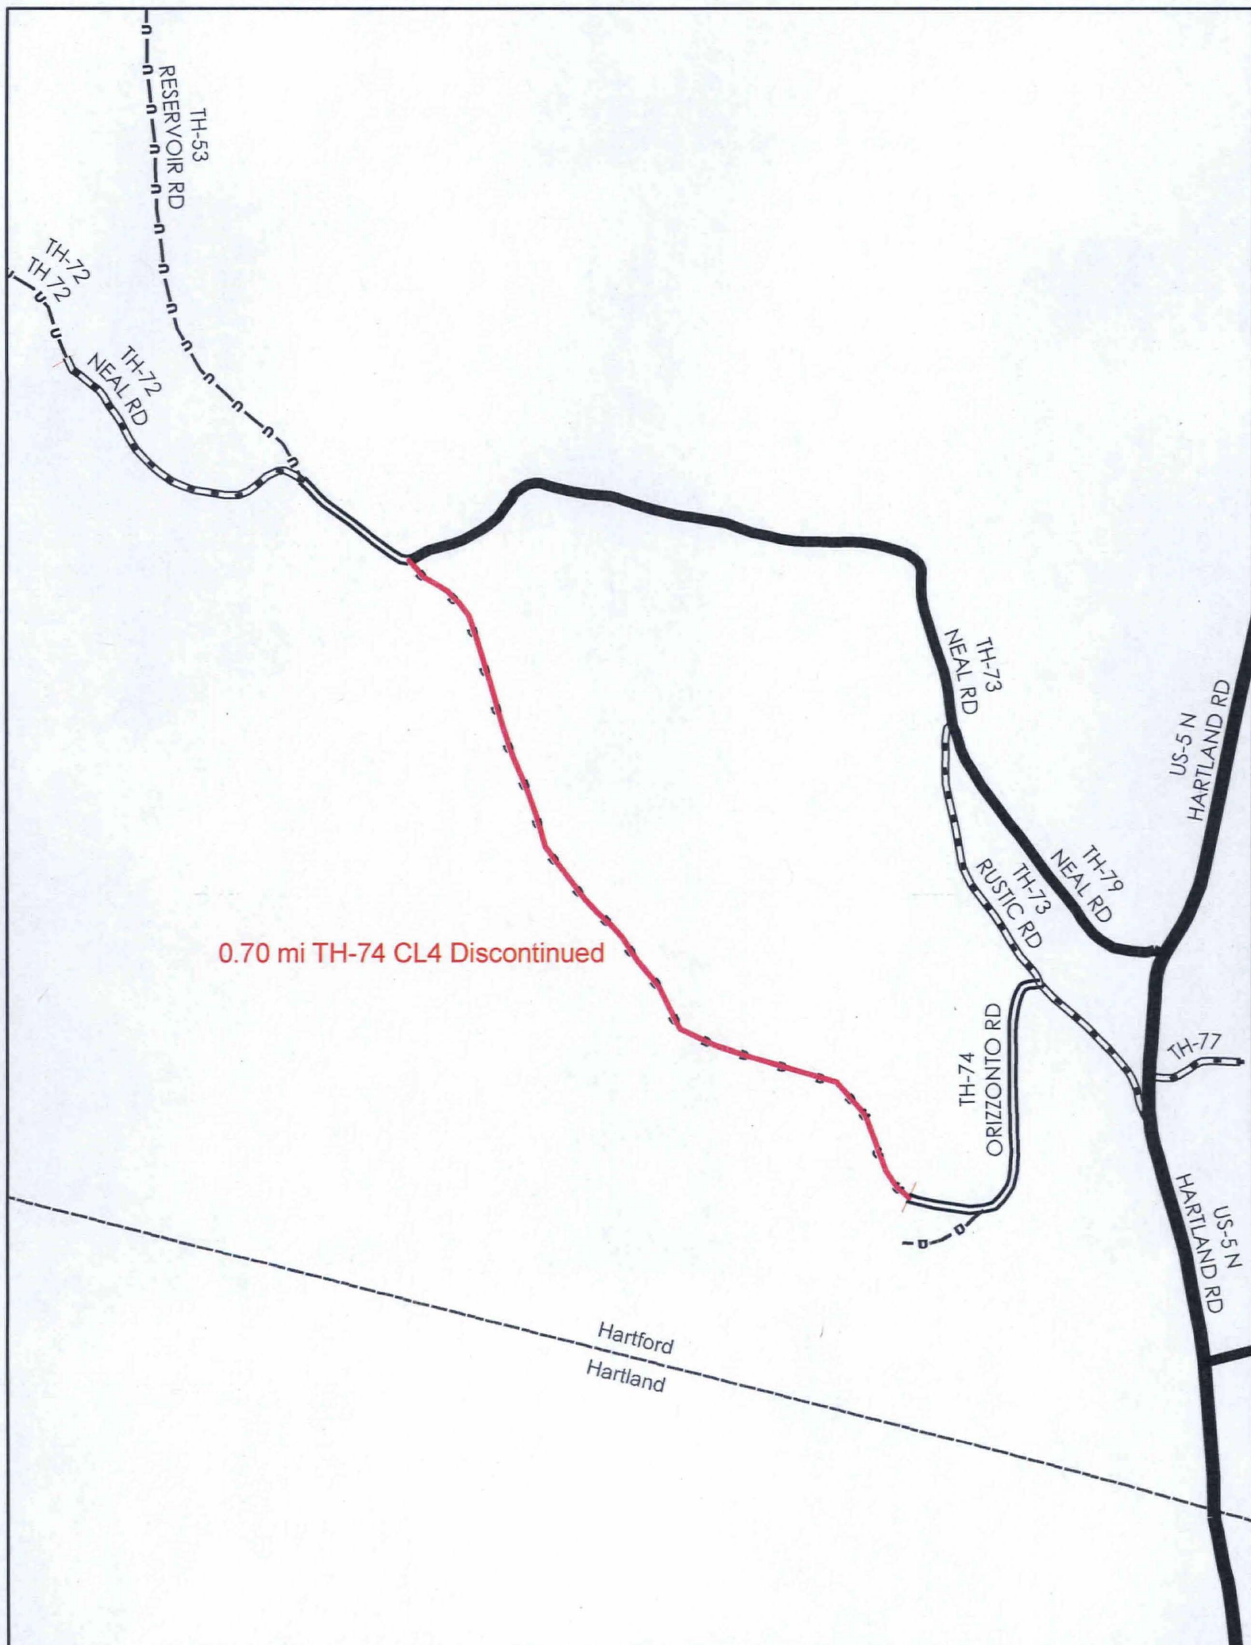 TH-53
RESERVOIR RD
TH-72
TH 72
TH-72
NEAL RD
TH-73
NEAL RD
US-5 N
HARTLAND RD
TH-79
NEAL RD
TH-73
RUSTIC RD
0.70 mi TH-74 CL4 Discontinued
TH-74
ORIZZONTO RD
TH-77
US-5 N
HARTLAND RD
Hartford
Hartland